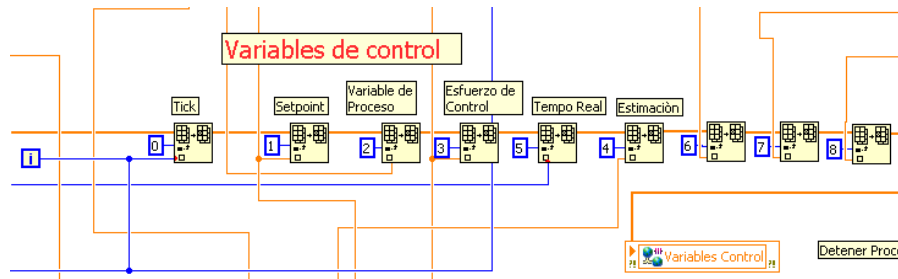 Variables de control
Variable de
Proceso
Esfuerzo de
Control
Tick
Setpoint
Tempo Real
Estimaciòn
0
1
2
3
5
4
6
7
8
i
Variables Control
Detener Proce